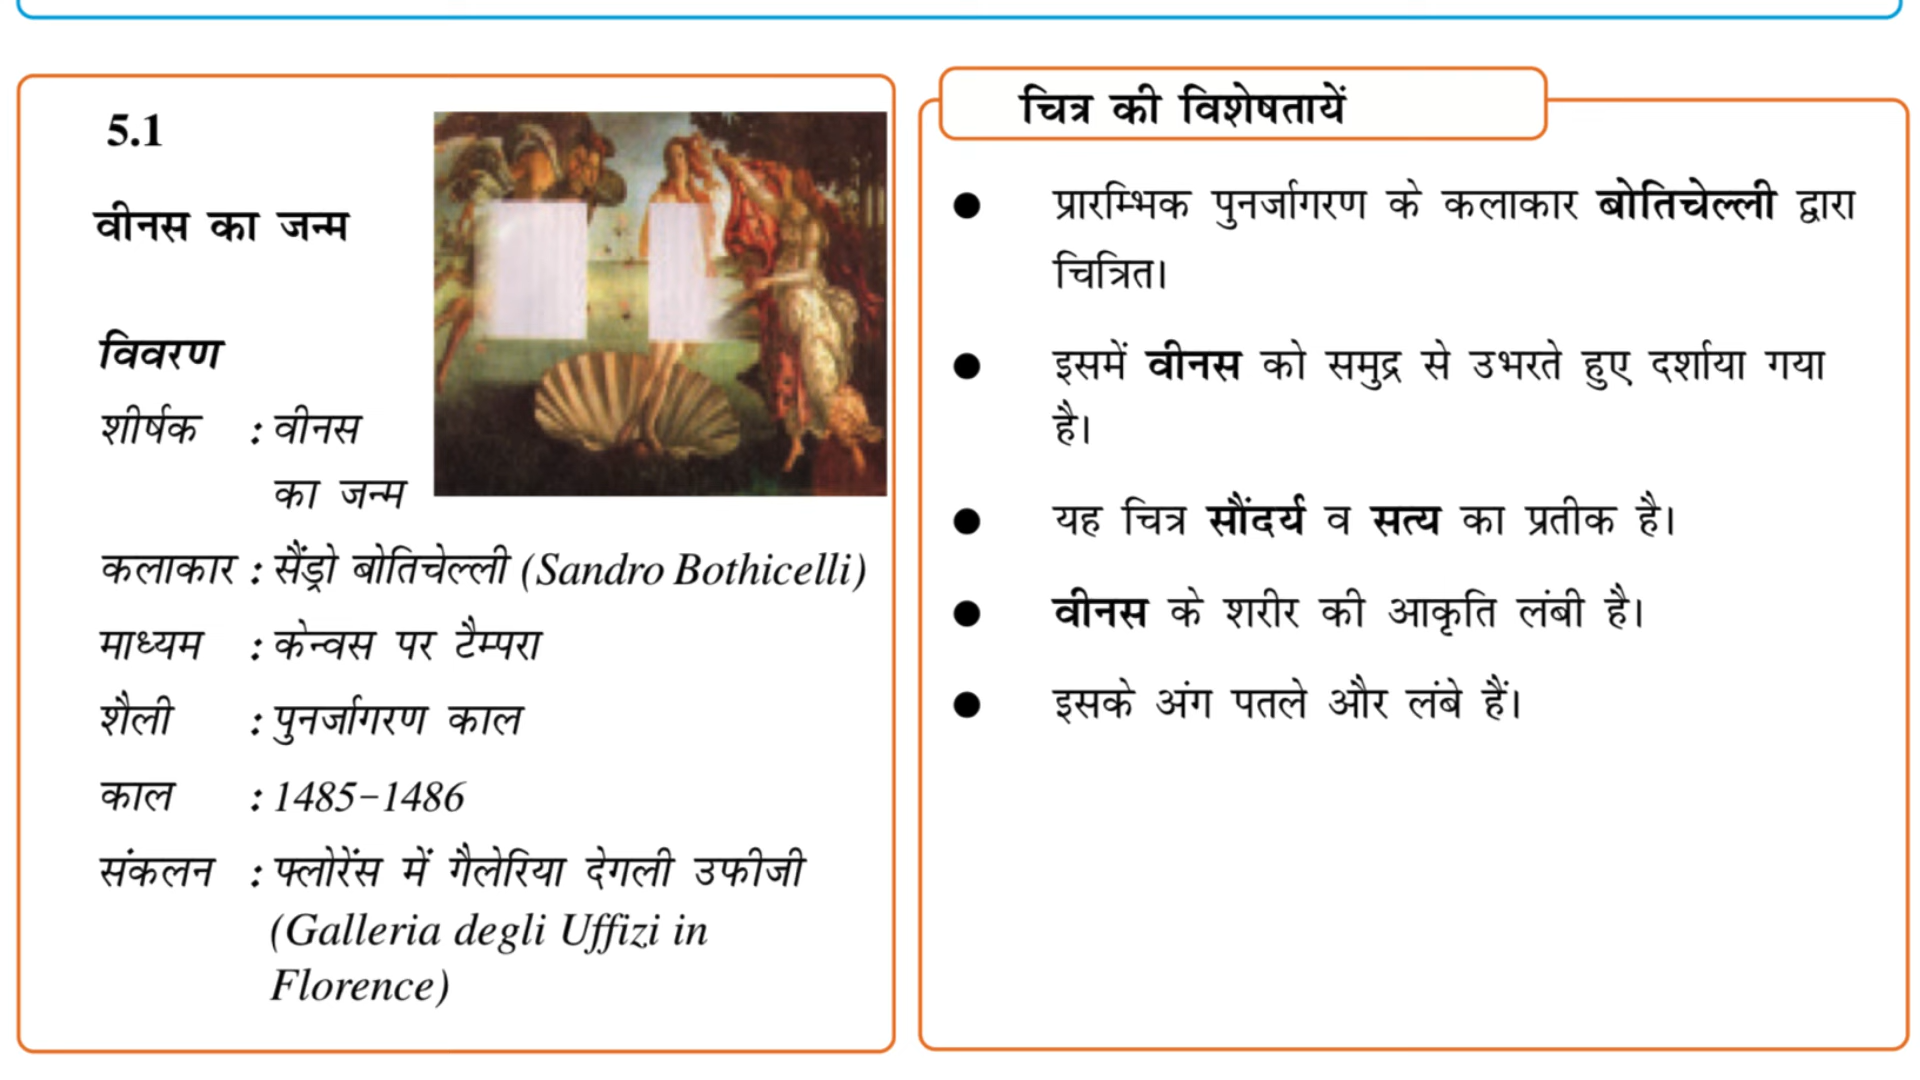 5.1
वीनस का जन्म
विवरण
शीर्षक : वीनस
का जन्म
कलाकार : सैंड्रो बोतिचेल्ली (Sandro Bothicelli)
माध्यम : केन्वस पर टैम्परा
शैली : पुनर्जागरण काल
काल : 1485–1486
संकलन : फ्लोरेंस में गैलेरिया देगली उफीजी
(Galleria degli Uffizi in
Florence)
चित्र की विशेषतायें
● प्रारम्भिक पुनर्जागरण के कलाकार बोतिचेल्ली द्वारा
चित्रित।
● इसमें वीनस को समुद्र से उभरते हुए दर्शाया गया
है।
● यह चित्र सौंदर्य व सत्य का प्रतीक है।
● वीनस के शरीर की आकृति लंबी है।
● इसके अंग पतले और लंबे हैं।